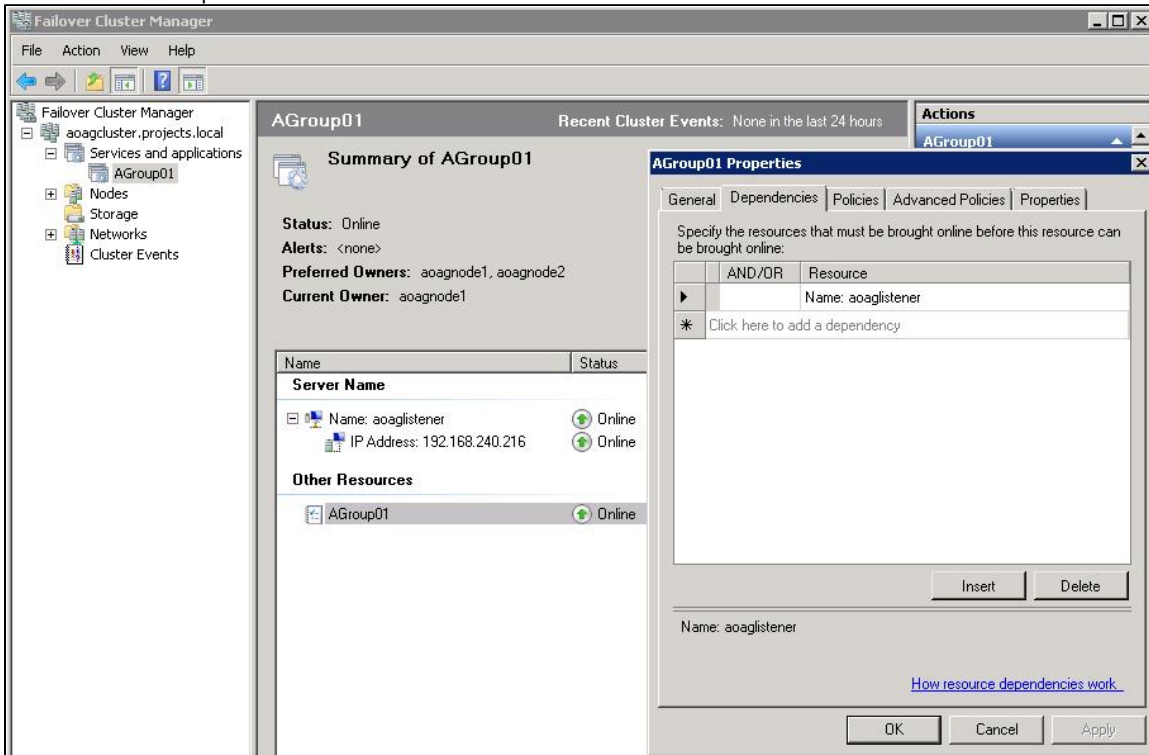 Failover Cluster Manager
File Action View Help
Failover Cluster Manager
aoagcluster.projects.local
Services and applications
AGroup01
Nodes
Storage
Networks
Cluster Events
AGroup01 Recent Cluster Events: None in the last 24 hours
Summary of AGroup01
Status: Online
Alerts: <none>
Preferred Owners: aoagnode1, aoagnode2
Current Owner: aoagnode1
Name Status
Server Name
Name: aoaglistener Online
IP Address: 192.168.240.216 Online
Other Resources
AGroup01 Online
Actions
AGroup01
AGroup01 Properties
General Dependencies Policies Advanced Policies Properties
Specify the resources that must be brought online before this resource can
be brought online:
AND/OR Resource
Name: aoaglistener
Click here to add a dependency
Insert Delete
Name: aoaglistener
How resource dependencies work
OK Cancel Apply